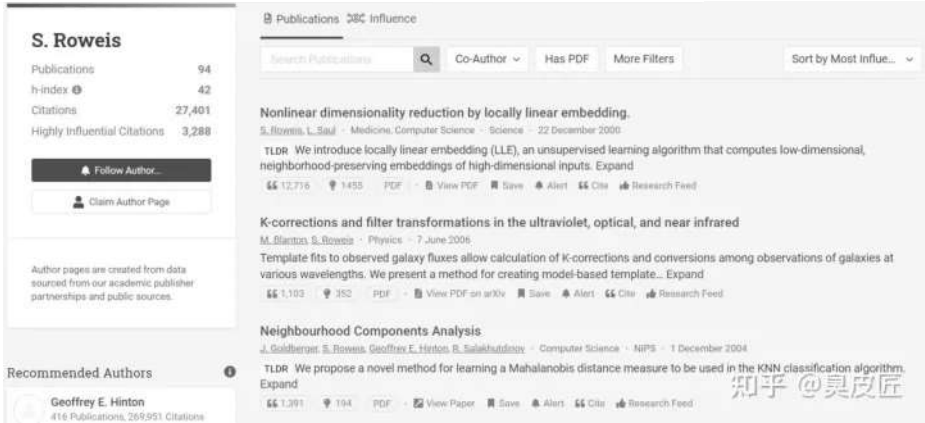 S. Roweis
Publications 94
h-index 42
Citations 27,401
Highly Influential Citations 3,288
Follow Author...
Claim Author Page
Author pages are created from data
sourced from our academic publisher
partnerships and public sources.
Recommended Authors
Geoffrey E. Hinton
416 Publications, 269,951 Citations
Publications Influence
Search Publications
Co-Author
Has PDF
More Filters
Sort by Most Influe...
Nonlinear dimensionality reduction by locally linear embedding.
S. Roweis, L. Saul · Medicine, Computer Science · Science · 22 December 2000
TLDR We introduce locally linear embedding (LLE), an unsupervised learning algorithm that computes low-dimensional,
neighborhood-preserving embeddings of high-dimensional inputs. Expand
12,716 1455 PDF · View PDF Save Alert Cite Research Feed
K-corrections and filter transformations in the ultraviolet, optical, and near infrared
M. Blanton, S. Roweis · Physics · 7 June 2006
Template fits to observed galaxy fluxes allow calculation of K-corrections and conversions among observations of galaxies at
various wavelengths. We present a method for creating model-based template... Expand
1,103 352 PDF · View PDF on arXiv Save Alert Cite Research Feed
Neighbourhood Components Analysis
J. Goldberger, S. Roweis, Geoffrey E. Hinton, R. Salakhutdinov · Computer Science · NIPS · 1 December 2004
TLDR We propose a novel method for learning a Mahalanobis distance measure to be used in the KNN classification algorithm.
Expand
1,391 194 PDF · View Paper Save Alert Cite Research Feed
知乎 @臭皮匠